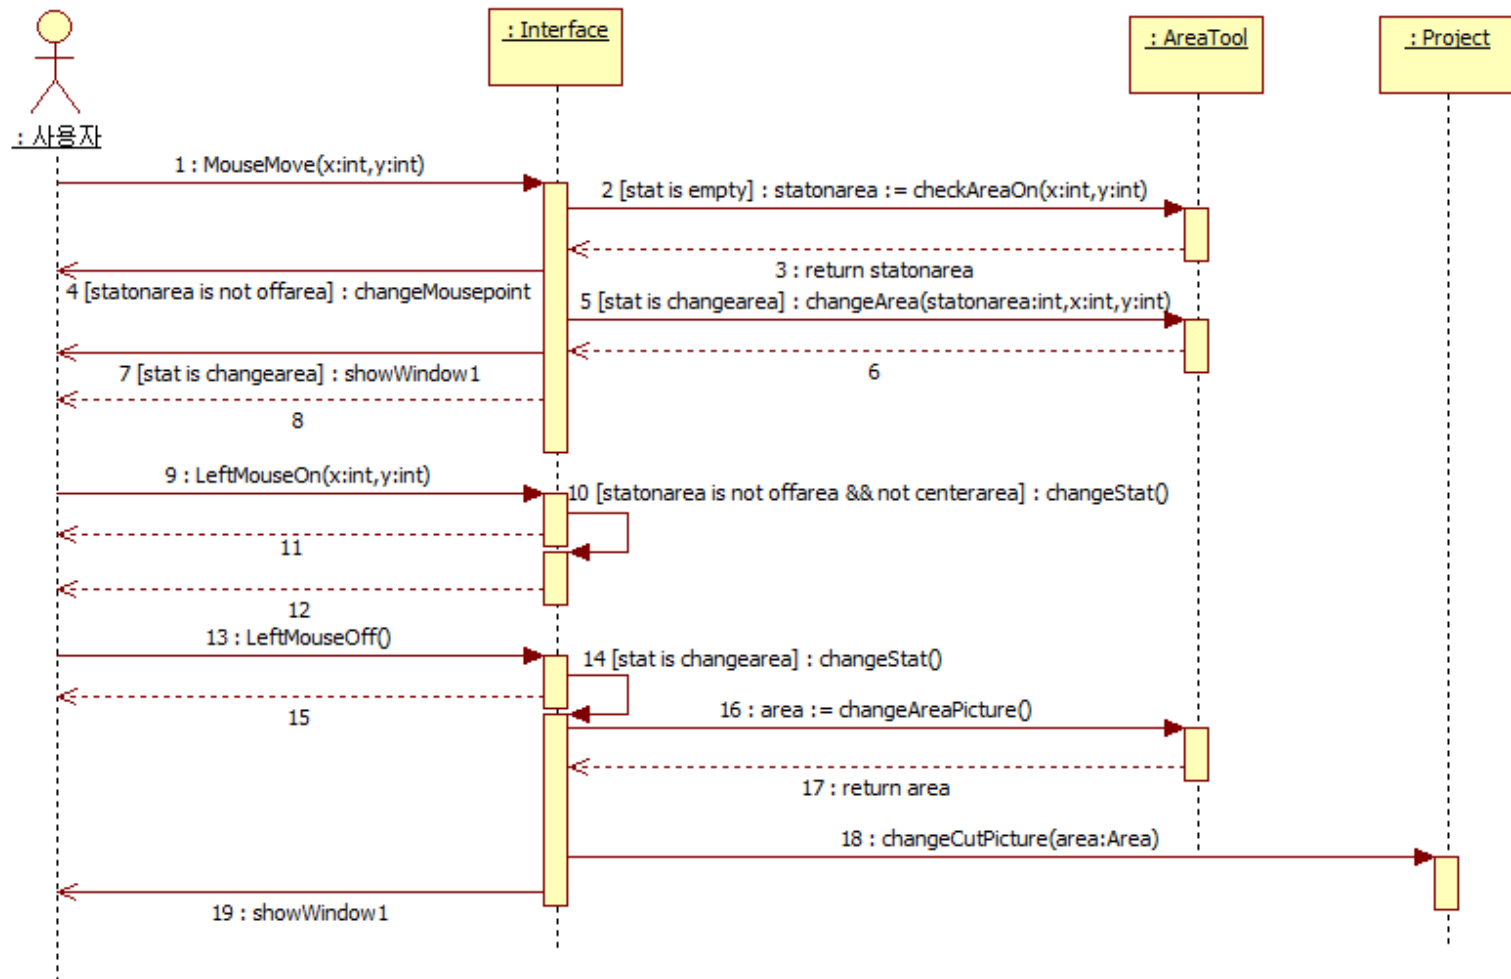 : Interface
: AreaTool
: Project
: 사용자
1 : MouseMove(x:int,y:int)
2 [stat is empty] : statonarea := checkAreaOn(x:int,y:int)
3 : return statonarea
4 [statonarea is not offarea] : changeMousepoint
5 [stat is changearea] : changeArea(statonarea:int,x:int,y:int)
6
7 [stat is changearea] : showWindow1
8
9 : LeftMouseOn(x:int,y:int)
10 [statonarea is not offarea && not centerarea] : changeStat()
11
12
13 : LeftMouseOff()
14 [stat is changearea] : changeStat()
15
16 : area := changeAreaPicture()
17 : return area
18 : changeCutPicture(area:Area)
19 : showWindow1